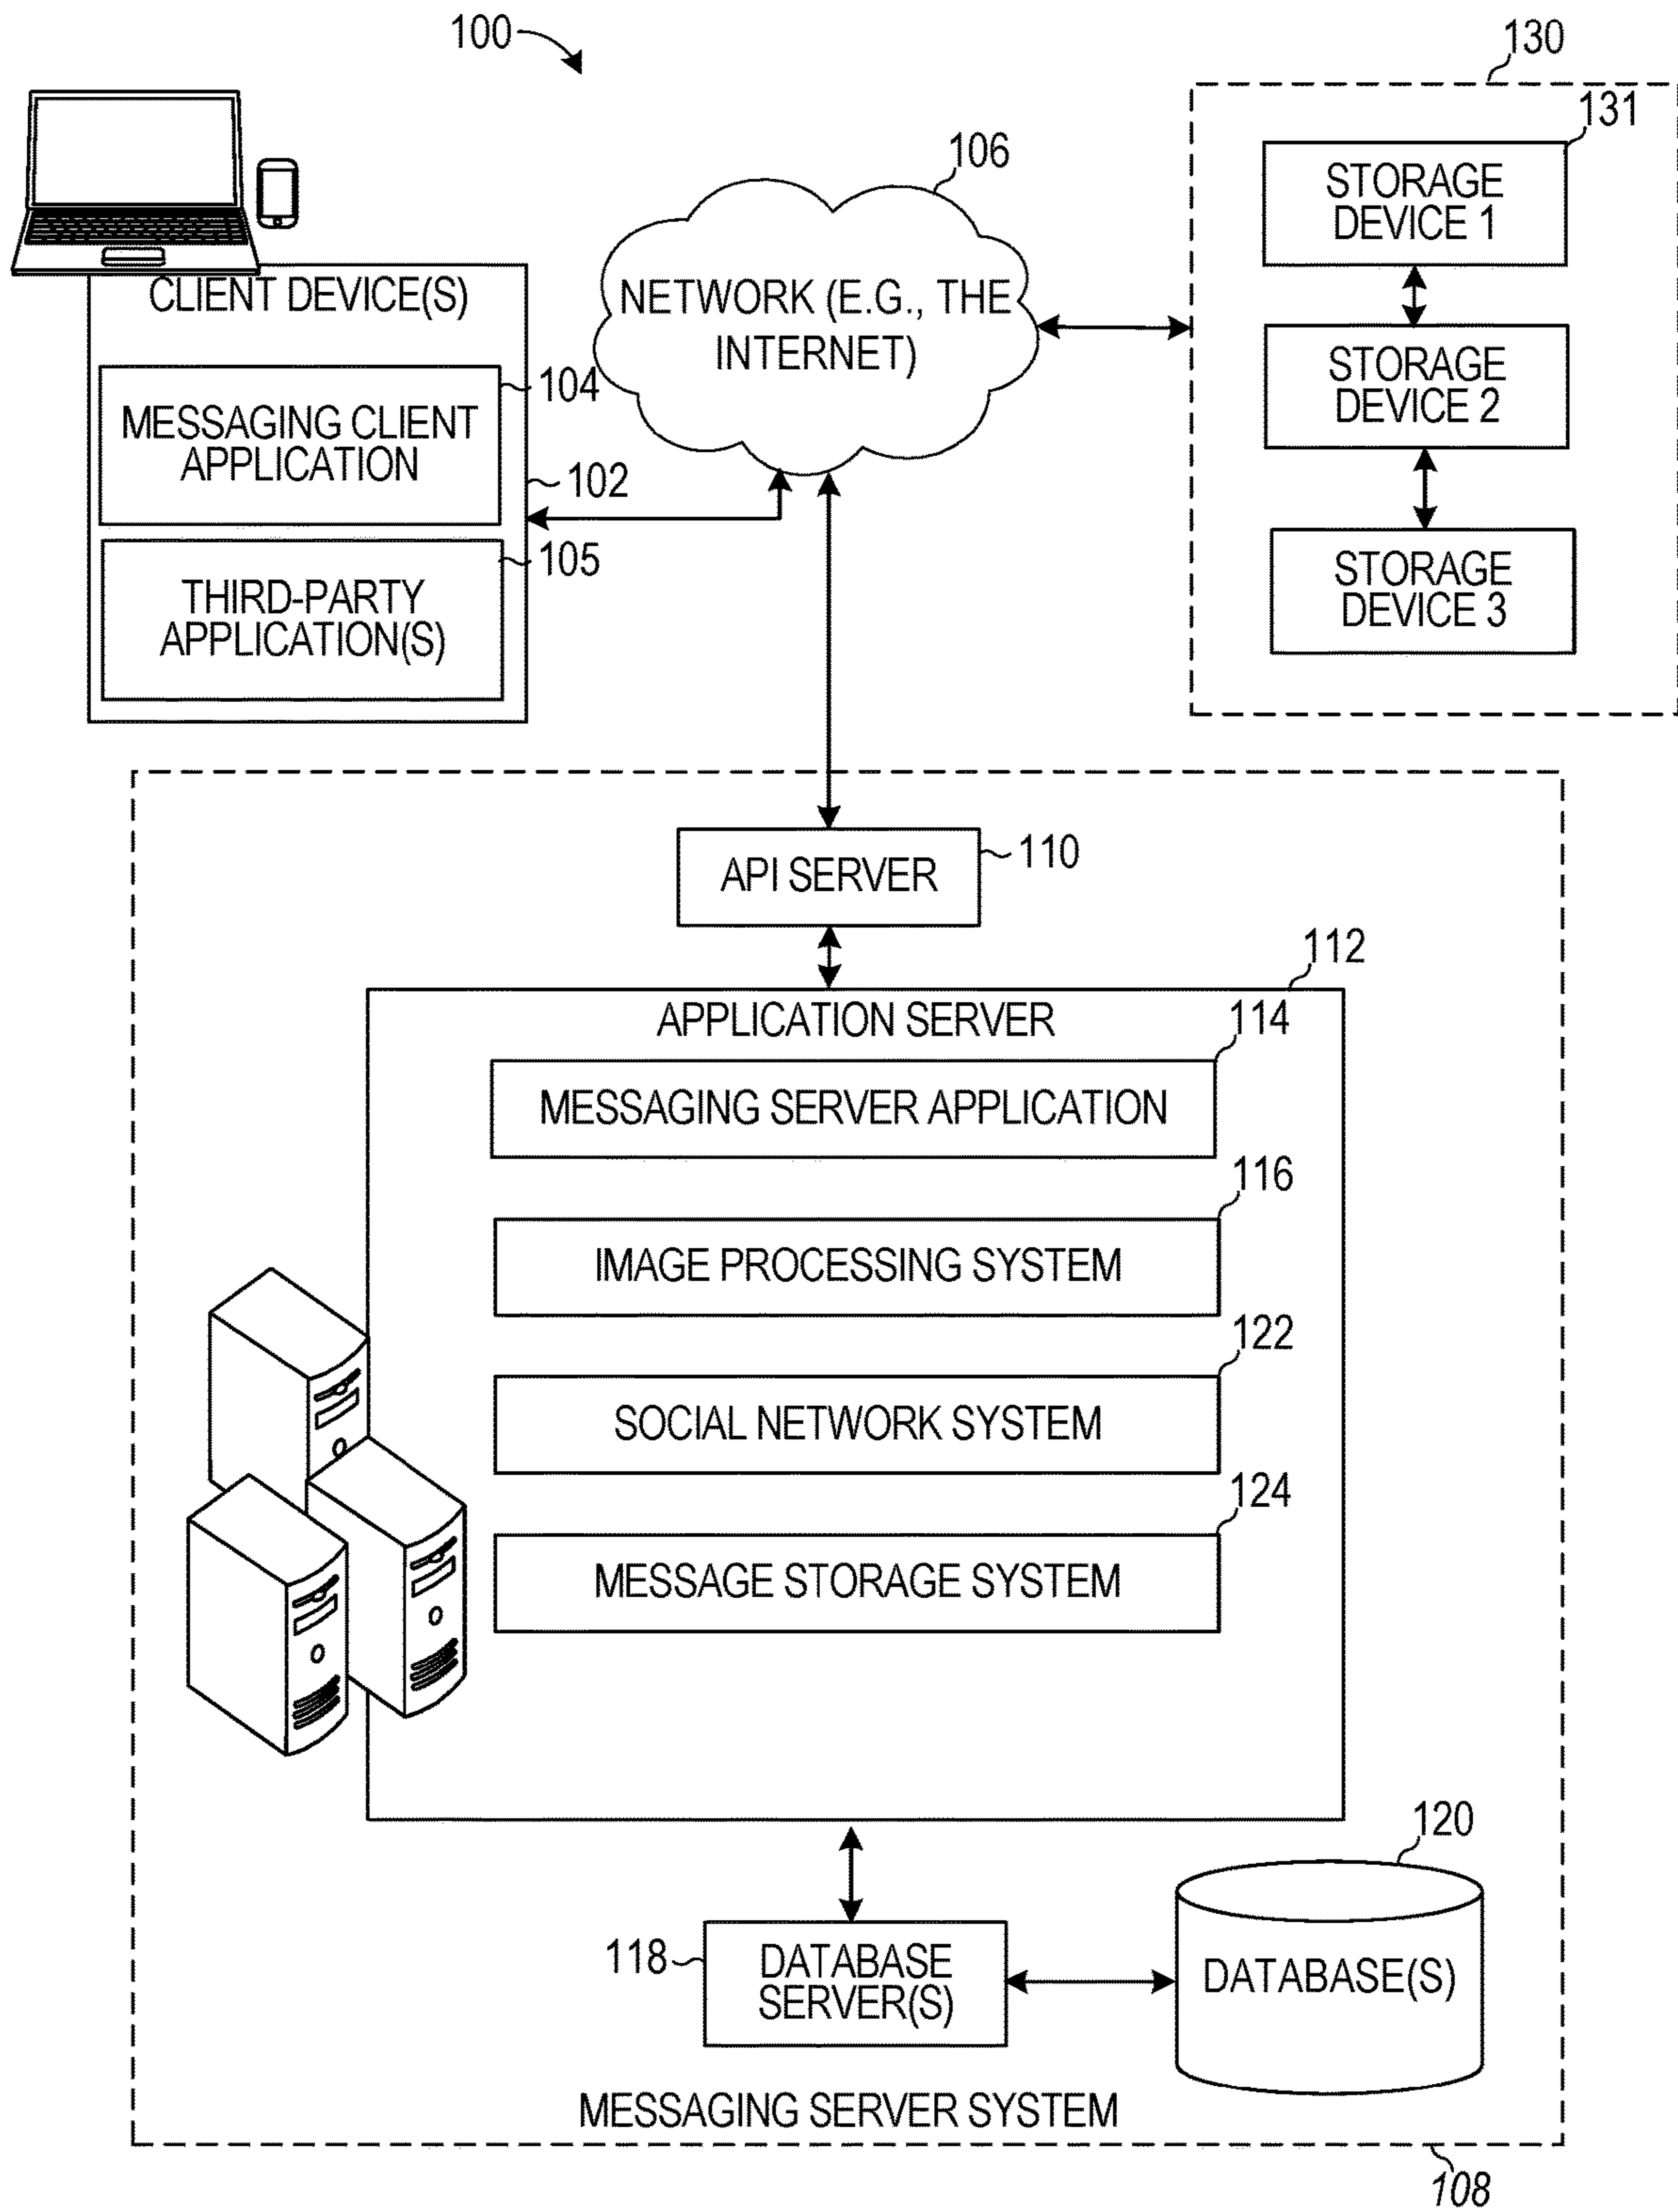 100
130
131
STORAGE
DEVICE 1
106
NETWORK (E.G., THE
INTERNET)
CLIENT DEVICE(S)
104
MESSAGING CLIENT
APPLICATION
102
105
THIRD-PARTY
APPLICATION(S)
STORAGE
DEVICE 2
STORAGE
DEVICE 3
API SERVER
110
112
APPLICATION SERVER
114
MESSAGING SERVER APPLICATION
116
IMAGE PROCESSING SYSTEM
122
SOCIAL NETWORK SYSTEM
124
MESSAGE STORAGE SYSTEM
120
118
DATABASE
SERVER(S)
DATABASE(S)
MESSAGING SERVER SYSTEM
108